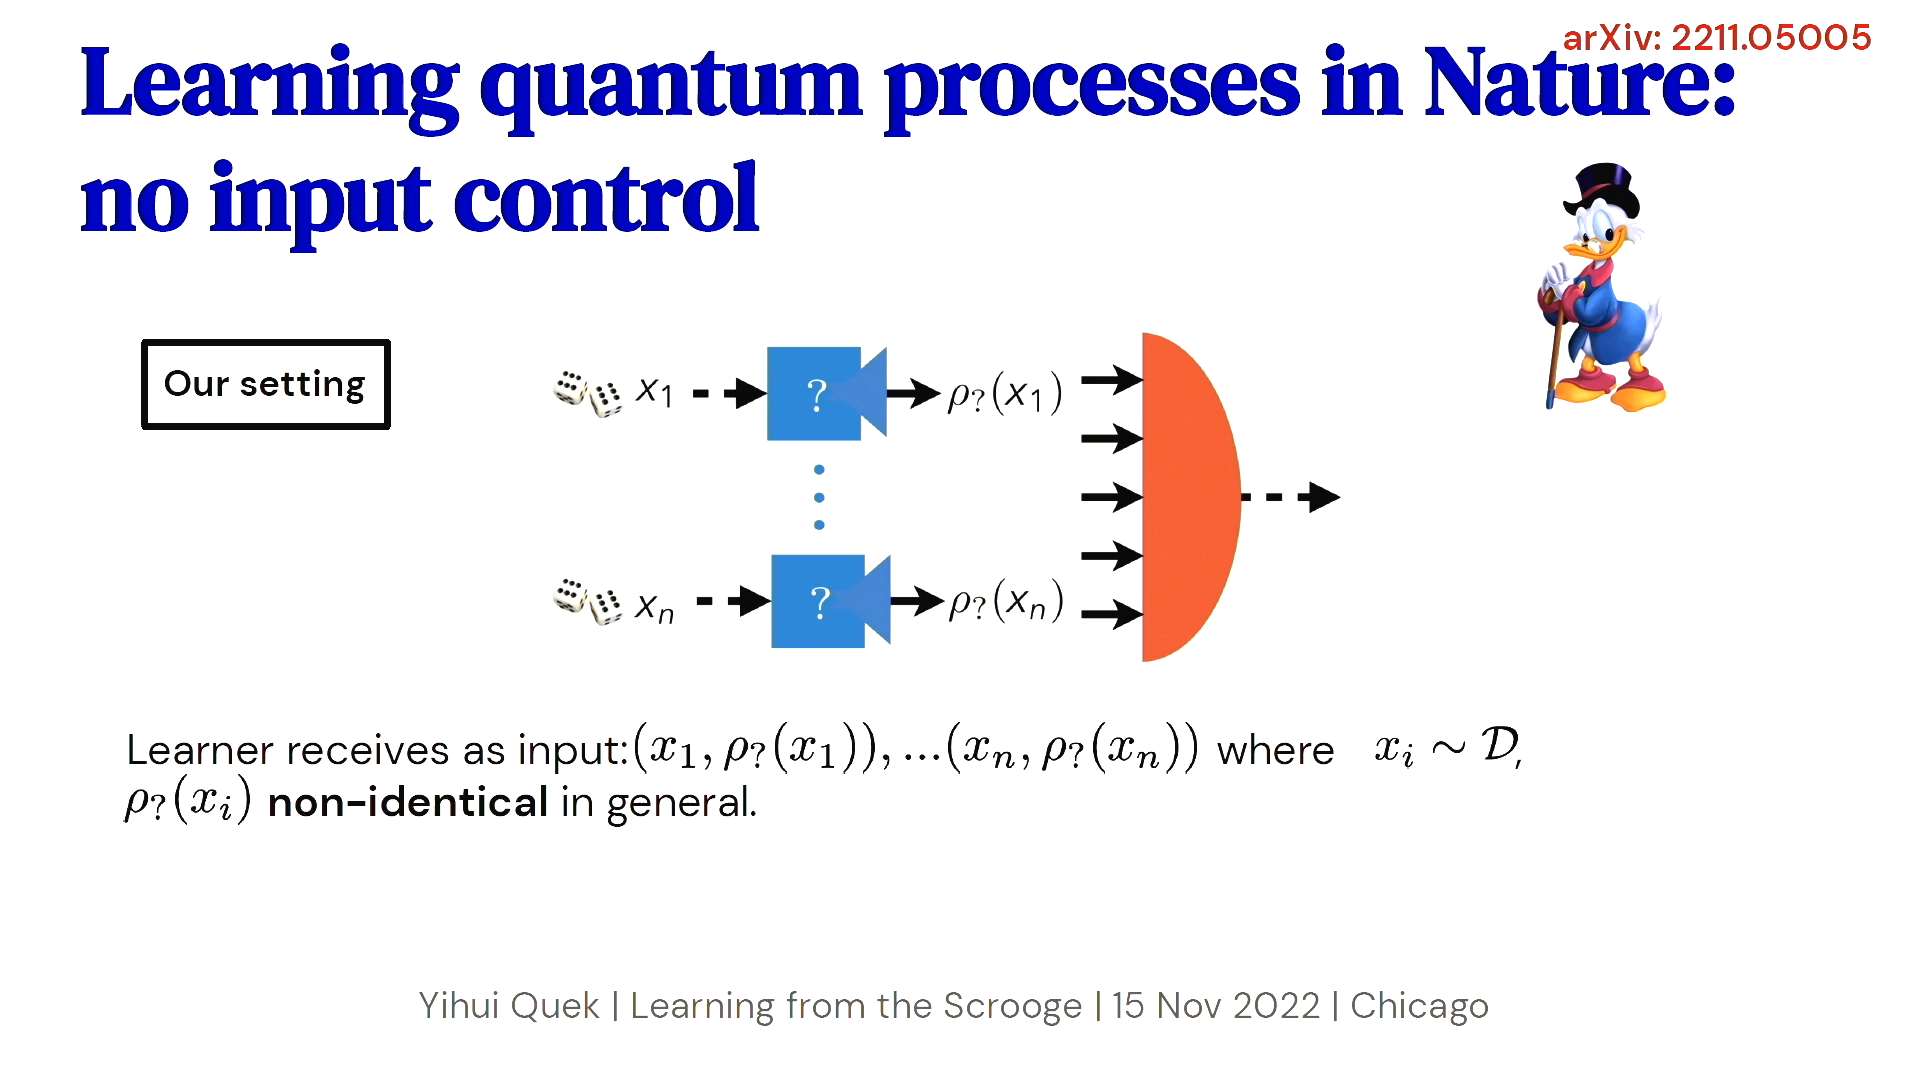 arXiv: 2211.05005
Learning quantum processes in Nature:
no input control
Our setting
x₁ ? ρ?(x₁)
xₙ ? ρ?(xₙ)
Learner receives as input:(x₁, ρ?(x₁)), ...(xₙ, ρ?(xₙ)) where xᵢ ∼ 𝒟,
ρ?(xᵢ) non-identical in general.
Yihui Quek | Learning from the Scrooge | 15 Nov 2022 | Chicago